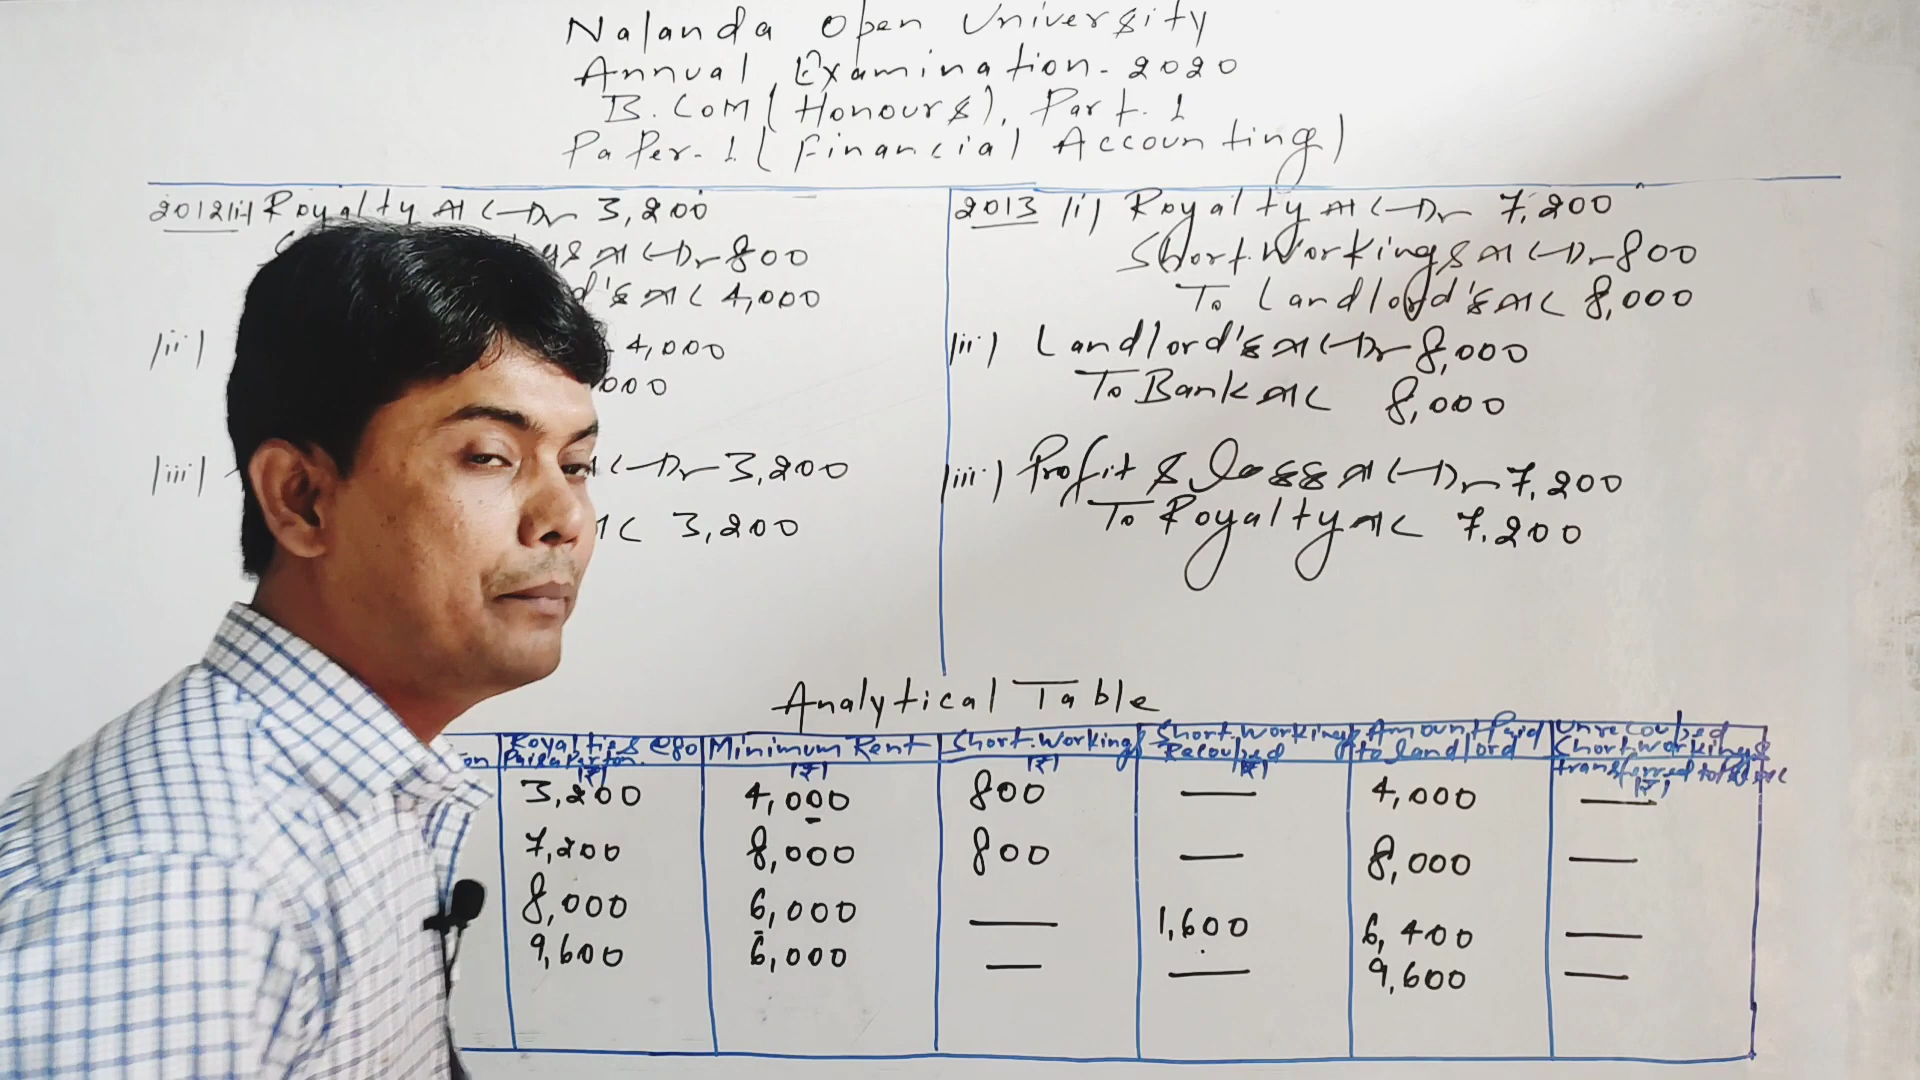 Nalanda Open University
Annual Examination-2020
B.COM (Honours), Part-1
Paper-1 (Financial Accounting)
2012 (i) Royalty A/C-Dr 3,200
A/C-Dr-800
A/C 4,000
(ii) 4,000
000
(iii) A/C-Dr-3,200
A/C 3,200
2013 (i) Royalty A/C-Dr 7,200
Short.Workings A/C-Dr-800
To Landlord's A/C 8,000
(ii) Landlord's A/C-Dr-8,000
To Bank A/C 8,000
(iii) Profit & Loss A/C-Dr-7,200
To Royalty A/C 7,200
Analytical Table
Royalties @80 Paisa Per ton. (₹) Minimum Rent (₹) Short.Workings (₹) Short.Workings Recouped (₹) Amount Paid to landlord Unrecouped Shortworkings transferred to P&L A/C (₹)
3,200 4,000 800 — 4,000 —
7,200 8,000 800 — 8,000 —
8,000 6,000 — 1,600 6,400 —
9,600 6,000 — — 9,600 —